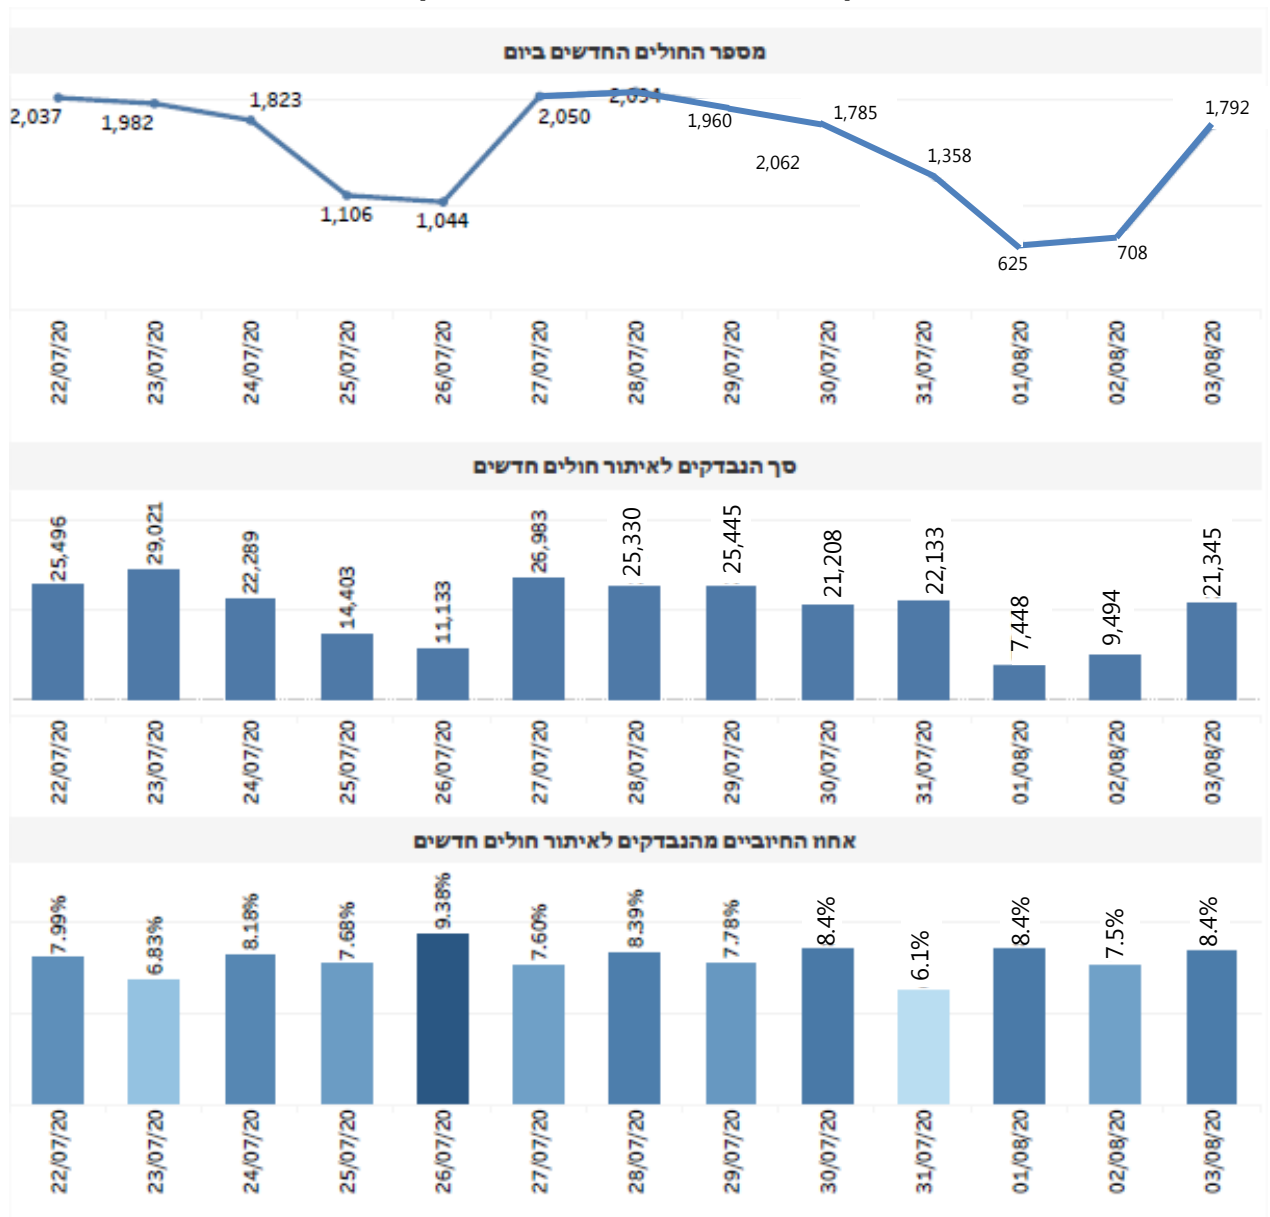 מספר החולים החדשים ביום
2,037 1,982 1,823 1,106 1,044 2,050 2,094 1,960 2,062 1,785 1,358 625 708 1,792
22/07/20 23/07/20 24/07/20 25/07/20 26/07/20 27/07/20 28/07/20 29/07/20 30/07/20 31/07/20 01/08/20 02/08/20 03/08/20
סך הנבדקים לאיתור חולים חדשים
25,496 29,021 22,289 14,403 11,133 26,983 25,330 25,445 21,208 22,133 7,448 9,494 21,345
22/07/20 23/07/20 24/07/20 25/07/20 26/07/20 27/07/20 28/07/20 29/07/20 30/07/20 31/07/20 01/08/20 02/08/20 03/08/20
אחוז החיוביים מהנבדקים לאיתור חולים חדשים
7.99% 6.83% 8.18% 7.68% 9.38% 7.60% 8.39% 7.78% 8.4% 6.1% 8.4% 7.5% 8.4%
22/07/20 23/07/20 24/07/20 25/07/20 26/07/20 27/07/20 28/07/20 29/07/20 30/07/20 31/07/20 01/08/20 02/08/20 03/08/20